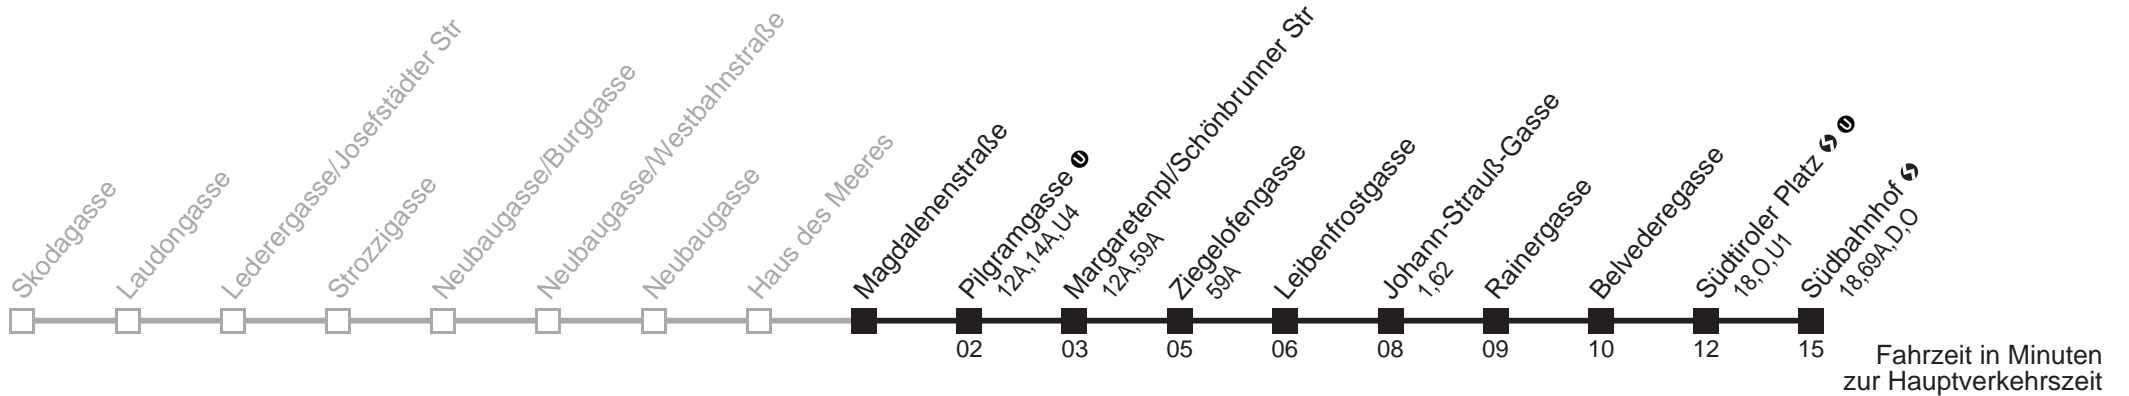 Skodagasse
Laudongasse
Lederergasse/Josefstädter Str
Strozzigasse
Neubaugasse/Burggasse
Neubaugasse/Westbahnstraße
Neubaugasse
Haus des Meeres
Magdalenenstraße
Pilgramgasse U
12A,14A,U4
Margaretenpl/Schönbrunner Str
12A,59A
Ziegelofengasse
59A
Leibenfrostgasse
Johann-Strauß-Gasse
1,62
Rainergasse
Belvederegasse
Südtiroler Platz S U
18,O,U1
Südbahnhof S
18,69A,D,O
02 03 05 06 08 09 10 12 15
Fahrzeit in Minuten
zur Hauptverkehrszeit